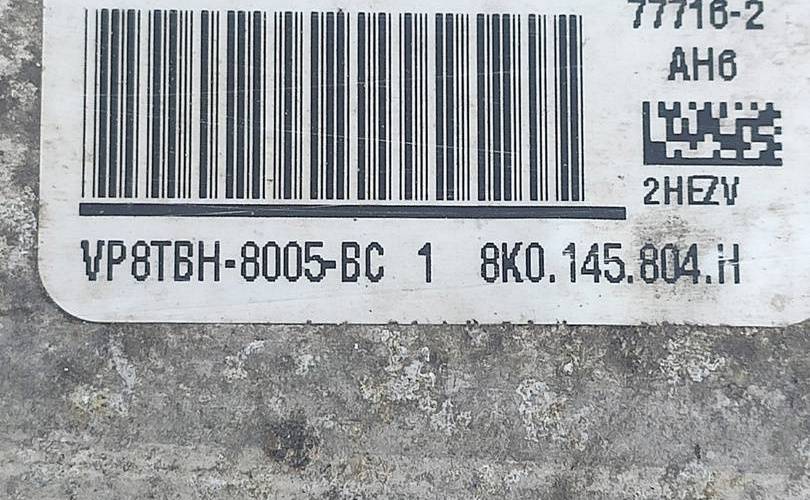 77716-2
AH6
2HEZV
VP8TBH-8005-BC 1 8K0.145.804.H